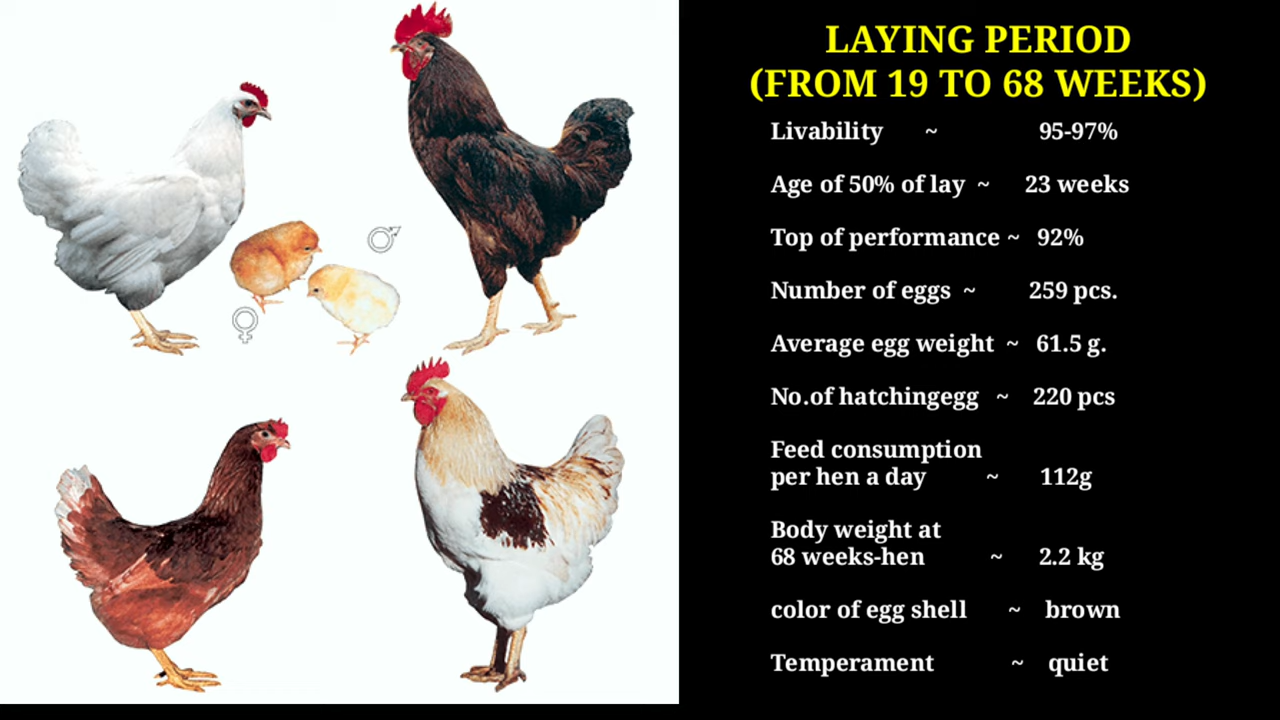 LAYING PERIOD
(FROM 19 TO 68 WEEKS)
Livability ~ 95-97%
Age of 50% of lay ~ 23 weeks
Top of performance ~ 92%
Number of eggs ~ 259 pcs.
Average egg weight ~ 61.5 g.
No.of hatchingegg ~ 220 pcs
Feed consumption
per hen a day ~ 112g
Body weight at
68 weeks-hen ~ 2.2 kg
color of egg shell ~ brown
Temperament ~ quiet